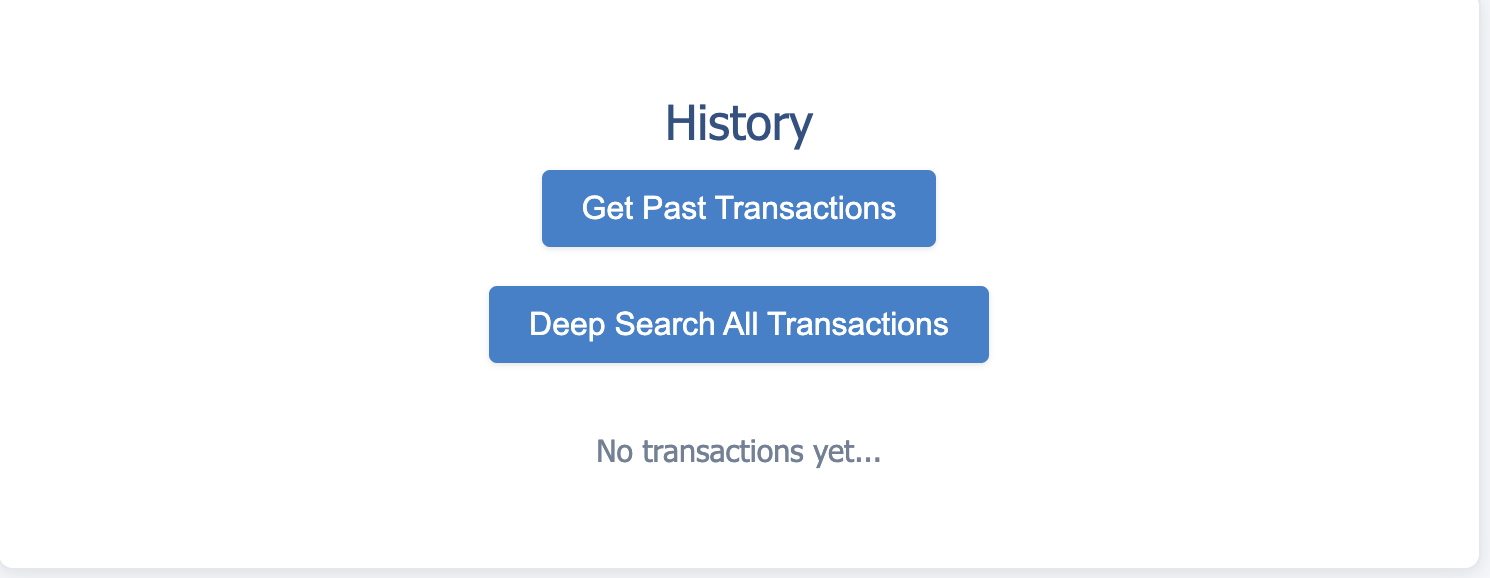 History
Get Past Transactions
Deep Search All Transactions
No transactions yet...